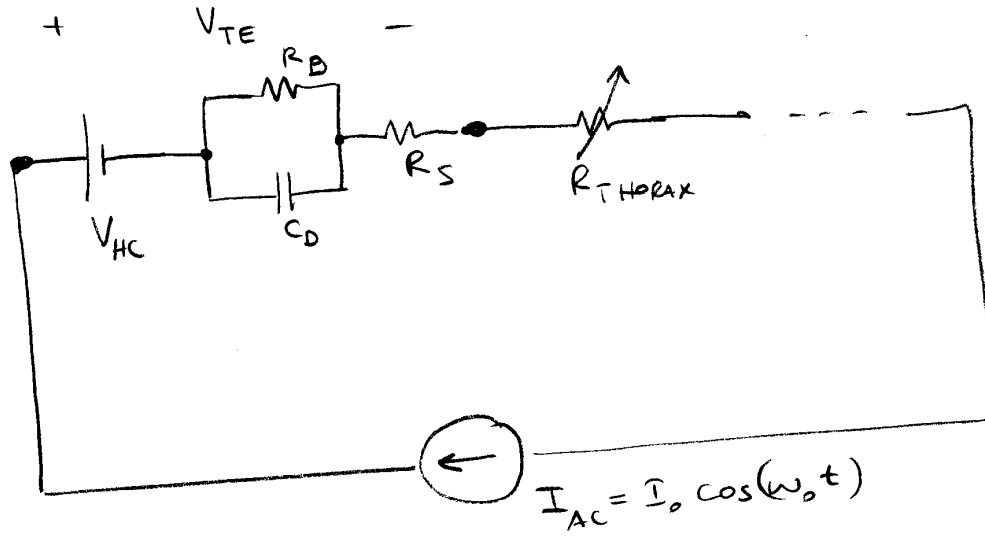 + V_TE −
R_B
R_S
R_THORAX
V_HC
C_D
I_AC = I_o cos(ω_o t)